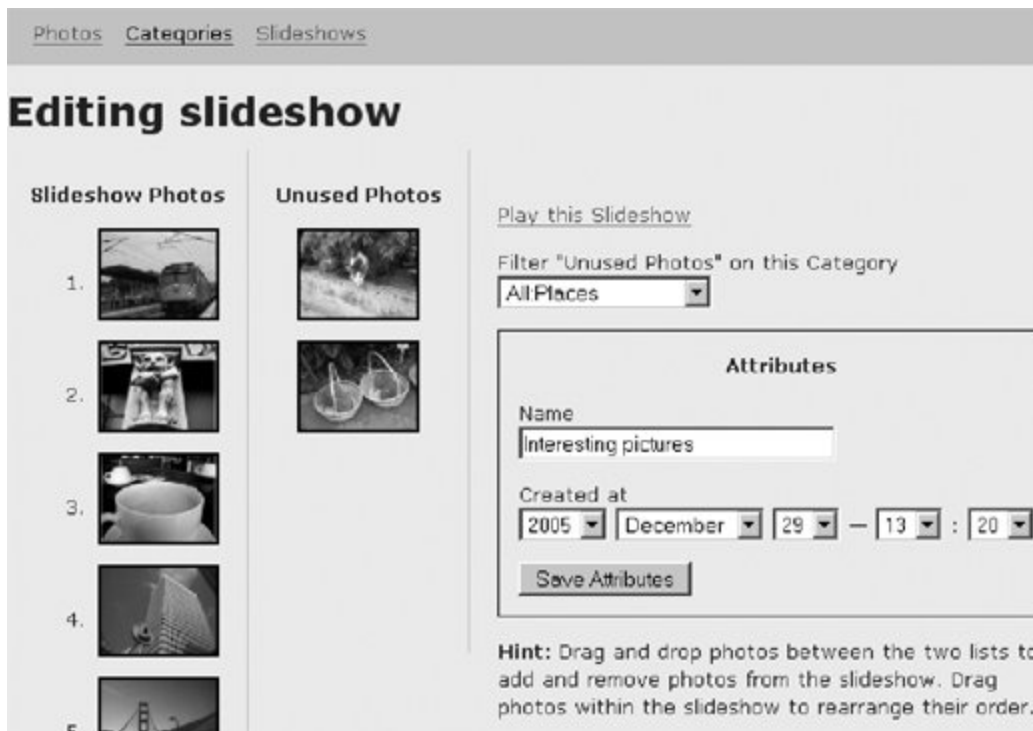 Photos Categories Slideshows
Editing slideshow
Slideshow Photos
1.
2.
3.
4.
5.
Unused Photos
Play this Slideshow
Filter "Unused Photos" on this Category
All:Places
Attributes
Name
Interesting pictures
Created at
2005 December 29 — 13 : 20
Save Attributes
Hint: Drag and drop photos between the two lists to
add and remove photos from the slideshow. Drag
photos within the slideshow to rearrange their order.